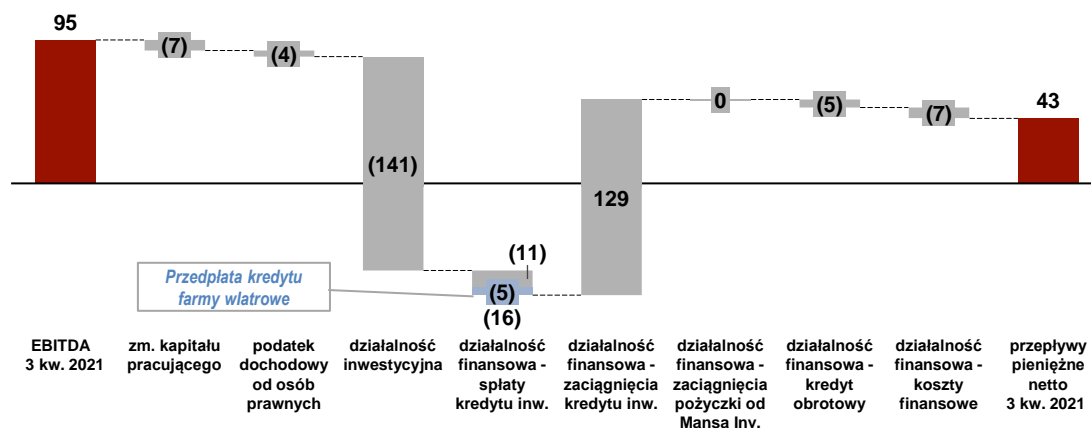 95
(7)
(4)
(141)
(11)
(5)
(16)
129
0
(5)
(7)
43
Przedpłata kredytu
farmy wlatrowe
EBITDA
3 kw. 2021
zm. kapitału
pracującego
podatek
dochodowy
od osób
prawnych
działalność
inwestycyjna
działalność
finansowa -
spłaty
kredytu inw.
działalność
finansowa -
zaciągnięcia
kredytu inw.
działalność
finansowa -
zaciągnięcia
pożyczki od
Mansa Inv.
działalność
finansowa -
kredyt
obrotowy
działalność
finansowa -
koszty
finansowe
przepływy
pieniężne
netto
3 kw. 2021